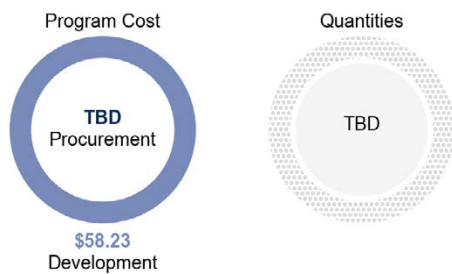 Program Cost
TBD
Procurement
$58.23
Development
Quantities
TBD